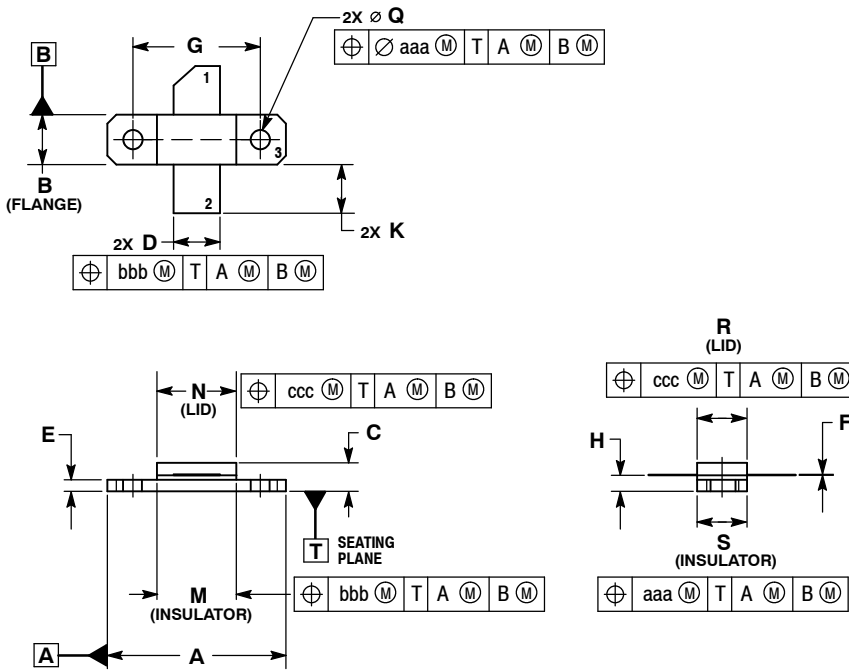 2X ⌀ Q
⌖ ⌀ aaa Ⓜ T A Ⓜ B Ⓜ
G
B
1
3
B
(FLANGE)
2
2X K
2X D
⌖ bbb Ⓜ T A Ⓜ B Ⓜ
R
(LID)
⌖ ccc Ⓜ T A Ⓜ B Ⓜ
N
(LID)
⌖ ccc Ⓜ T A Ⓜ B Ⓜ
E
C
H
F
T
SEATING
PLANE
S
(INSULATOR)
M
(INSULATOR)
⌖ bbb Ⓜ T A Ⓜ B Ⓜ
⌖ aaa Ⓜ T A Ⓜ B Ⓜ
A
A